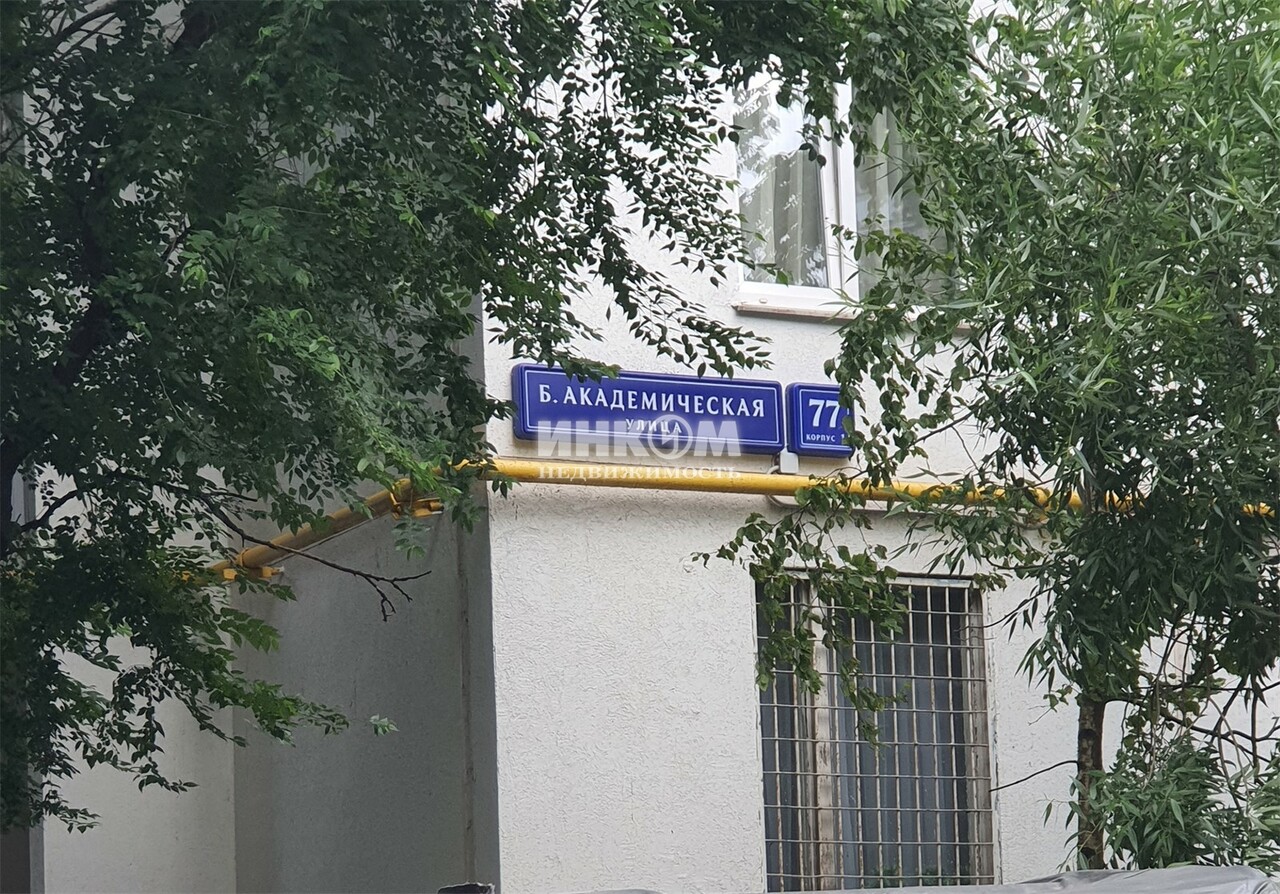 Б. АКАДЕМИЧЕСКАЯ
УЛИЦА
77
КОРПУС
ИНКОМ
НЕДВИЖИМОСТЬ